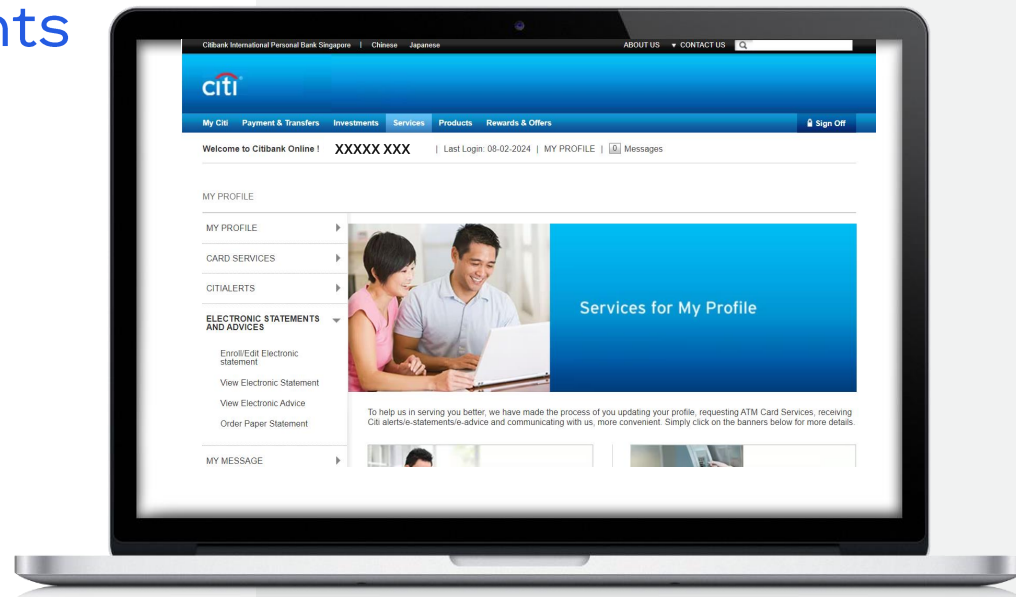 nts
Citibank International Personal Bank Singapore | Chinese Japanese ABOUT US ▼ CONTACT US
citi
My Citi Payment & Transfers Investments Services Products Rewards & Offers Sign Off
Welcome to Citibank Online ! XXXXX XXX | Last Login: 08-02-2024 | MY PROFILE | 0 Messages
MY PROFILE
MY PROFILE
CARD SERVICES
CITIALERTS
ELECTRONIC STATEMENTS
AND ADVICES
Enroll/Edit Electronic
statement
View Electronic Statement
View Electronic Advice
Order Paper Statement
MY MESSAGE
Services for My Profile
To help us in serving you better, we have made the process of you updating your profile, requesting ATM Card Services, receiving
Citi alerts/e-statements/e-advice and communicating with us, more convenient. Simply click on the banners below for more details.